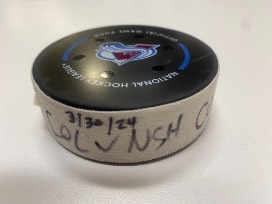 OFFICIAL GAME PUCK
NATIONAL HOCKEY LEAGUE
3/30/24
COL v NSH